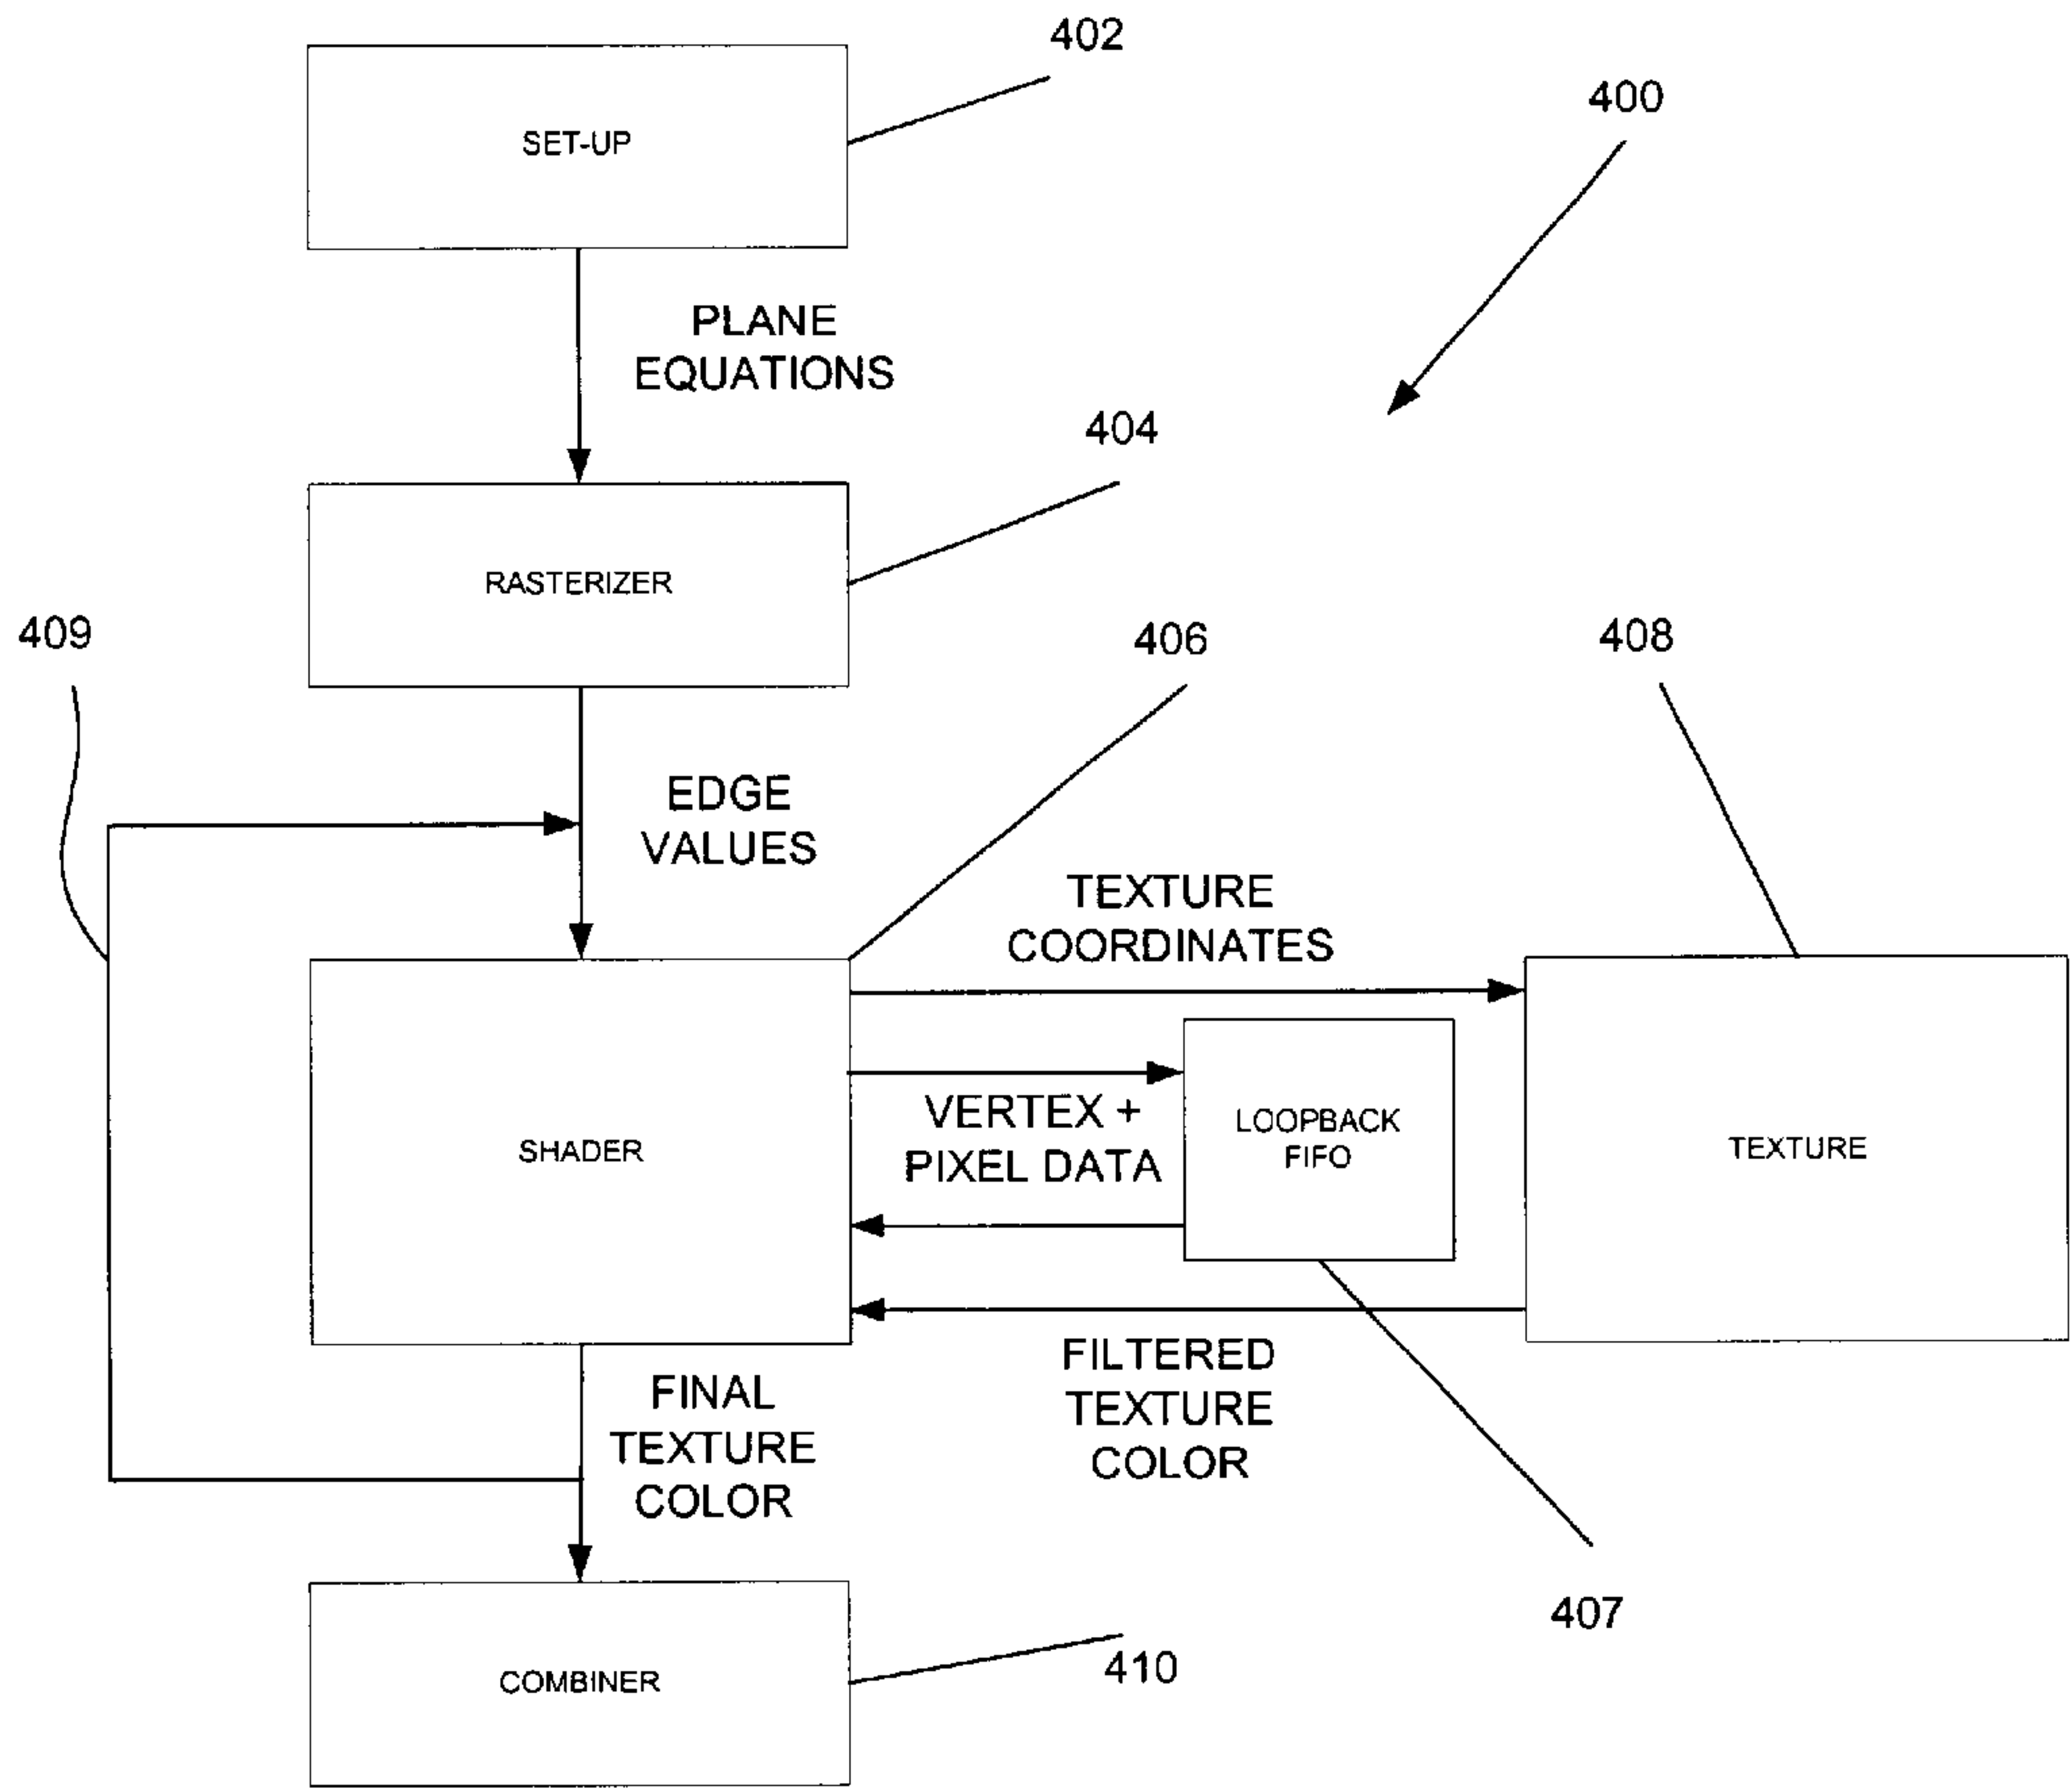 402
400
SET-UP
PLANE
EQUATIONS
404
RASTERIZER
409
406
408
EDGE
VALUES
TEXTURE
COORDINATES
VERTEX +
PIXEL DATA
LOOPBACK
FIFO
SHADER
TEXTURE
FILTERED
TEXTURE
COLOR
FINAL
TEXTURE
COLOR
407
410
COMBINER